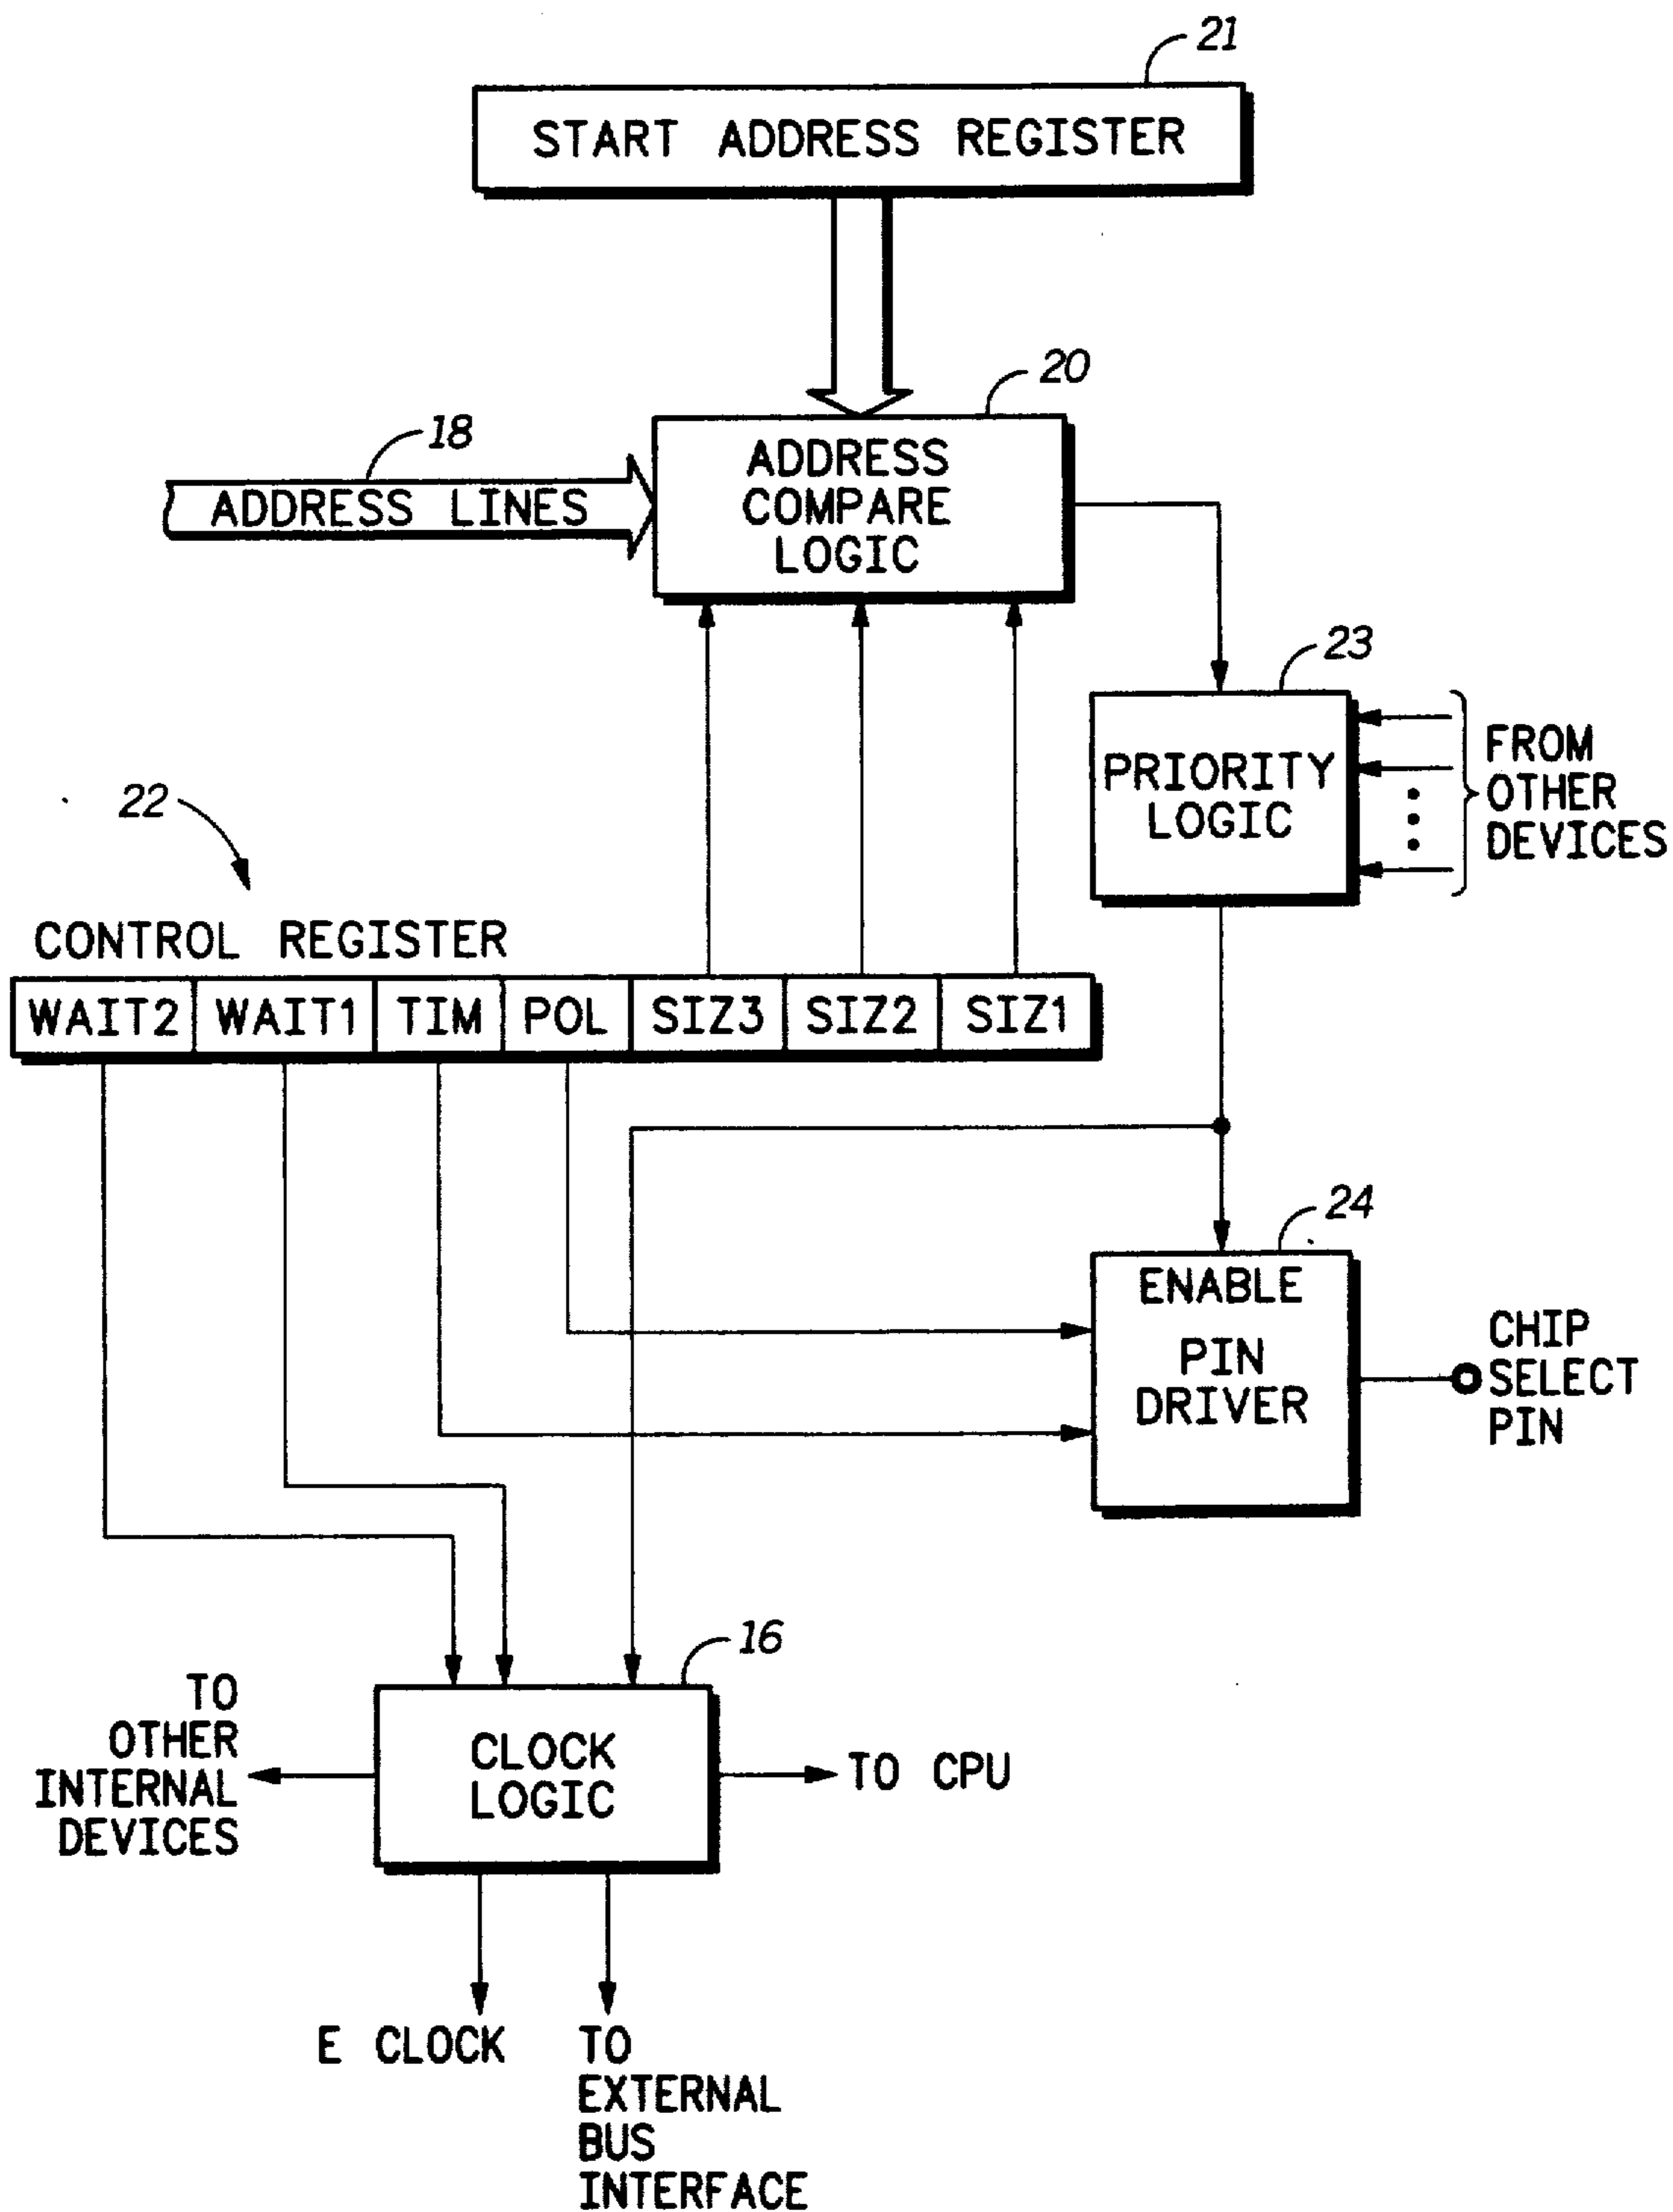 21
START ADDRESS REGISTER
20
18
ADDRESS LINES
ADDRESS
COMPARE
LOGIC
23
PRIORITY
LOGIC
FROM
OTHER
DEVICES
22
CONTROL REGISTER
WAIT2 WAIT1 TIM POL SIZ3 SIZ2 SIZ1
24
ENABLE
PIN
DRIVER
CHIP
SELECT
PIN
16
CLOCK
LOGIC
TO
OTHER
INTERNAL
DEVICES
TO CPU
E CLOCK
TO
EXTERNAL
BUS
INTERFACE